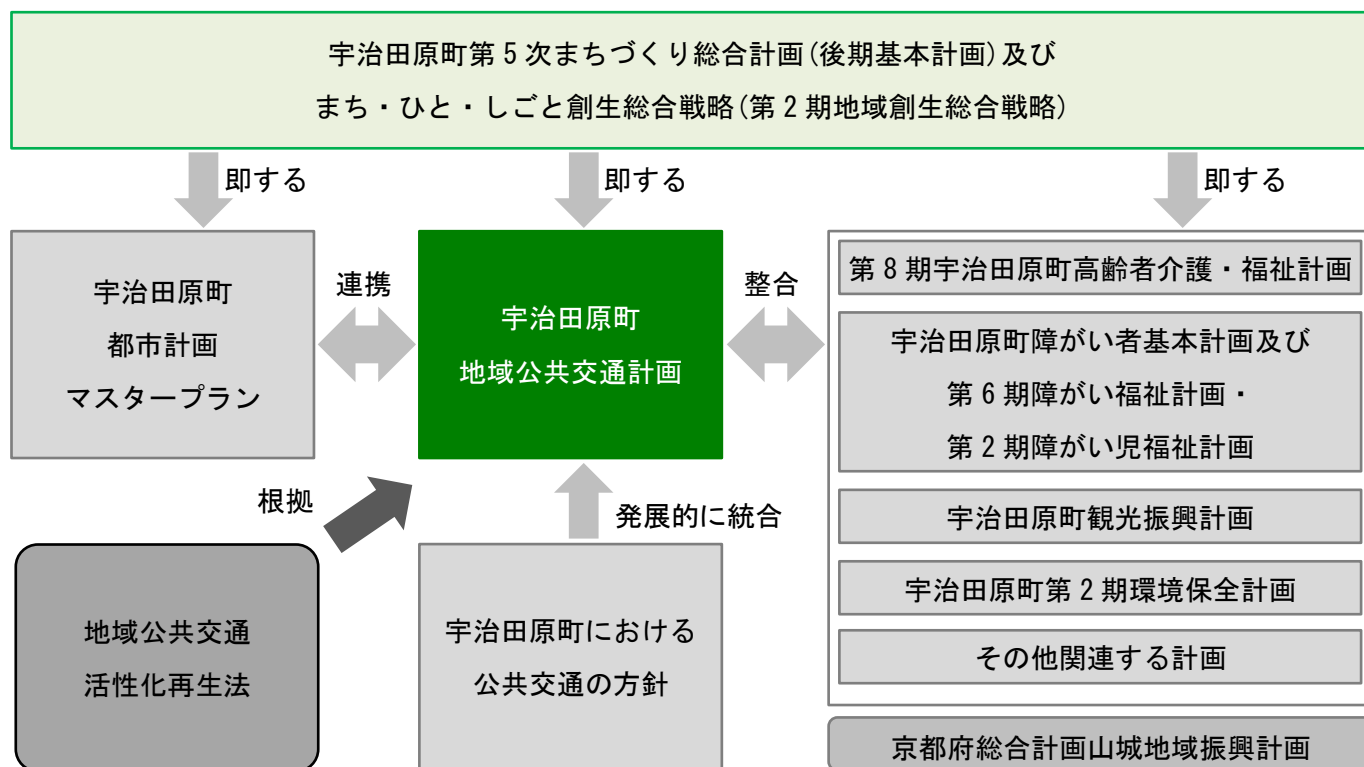 宇治田原町第5次まちづくり総合計画(後期基本計画)及び
まち・ひと・しごと創生総合戦略(第2期地域創生総合戦略)
即する
即する
即する
宇治田原町
都市計画
マスタープラン
連携
宇治田原町
地域公共交通計画
整合
第8期宇治田原町高齢者介護・福祉計画
宇治田原町障がい者基本計画及び
第6期障がい福祉計画・
第2期障がい児福祉計画
宇治田原町観光振興計画
宇治田原町第2期環境保全計画
その他関連する計画
京都府総合計画山城地域振興計画
根拠
発展的に統合
地域公共交通
活性化再生法
宇治田原町における
公共交通の方針